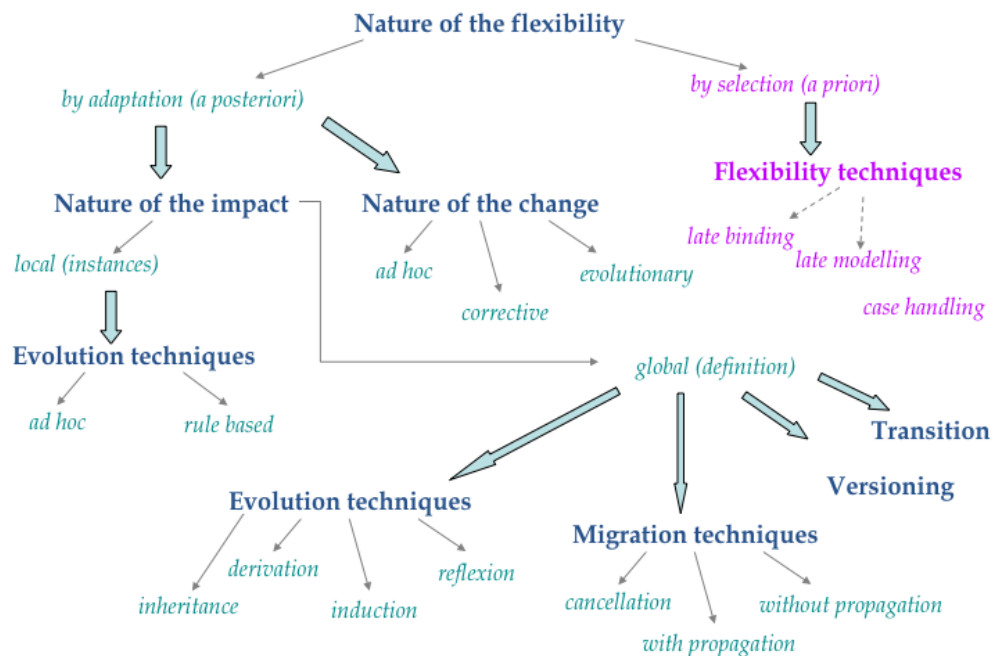 Nature of the flexibility
by adaptation (a posteriori)
by selection (a priori)
Flexibility techniques
Nature of the impact
Nature of the change
late binding
late modelling
case handling
local (instances)
ad hoc
evolutionary
corrective
Evolution techniques
global (definition)
ad hoc
rule based
Transition
Versioning
Evolution techniques
Migration techniques
derivation
reflexion
inheritance
induction
cancellation
without propagation
with propagation